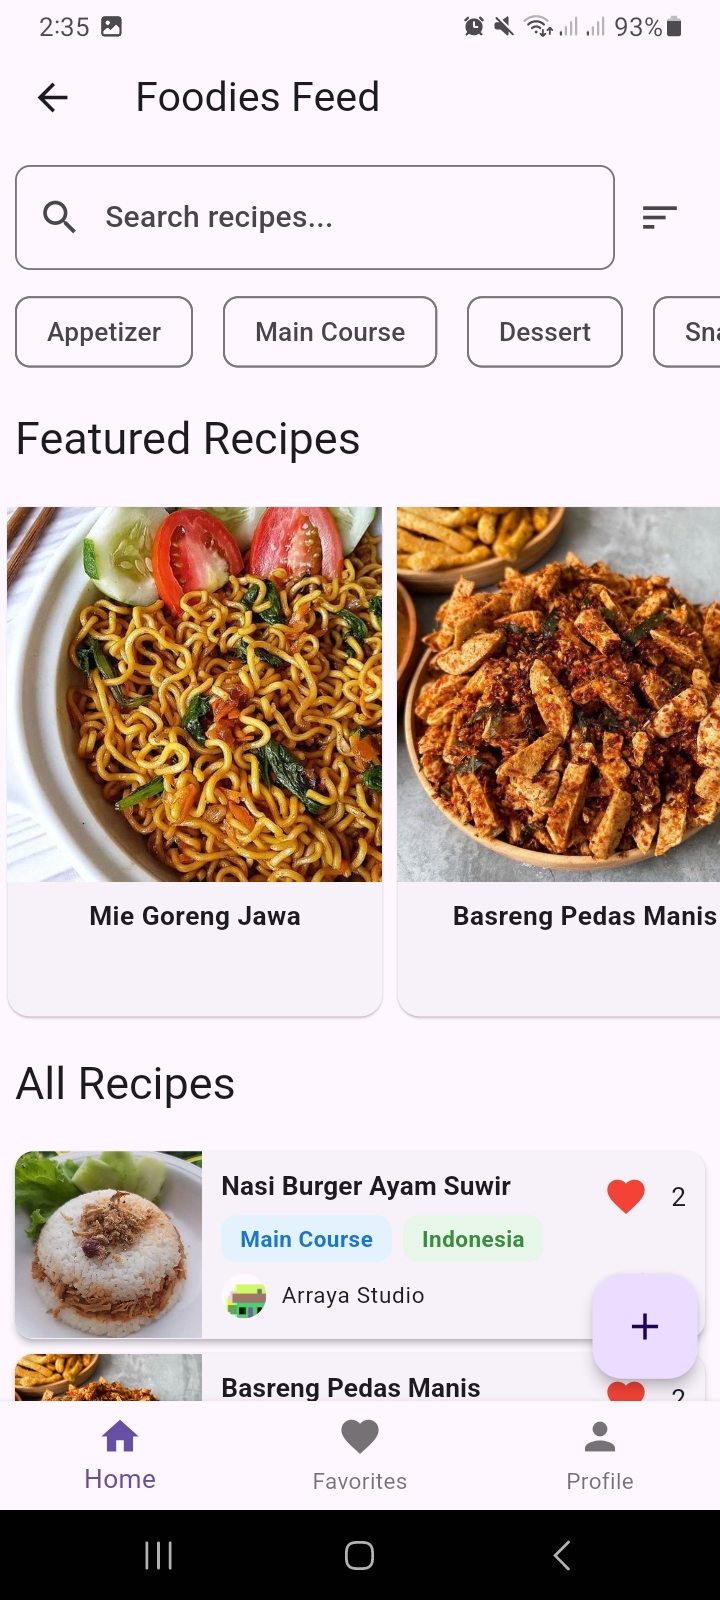 2:35 93%
Foodies Feed
Search recipes...
Appetizer Main Course Dessert Sna
Featured Recipes
Mie Goreng Jawa Basreng Pedas Manis
All Recipes
Nasi Burger Ayam Suwir 2
Main Course Indonesia
Arraya Studio
+
Basreng Pedas Manis 2
Home Favorites Profile